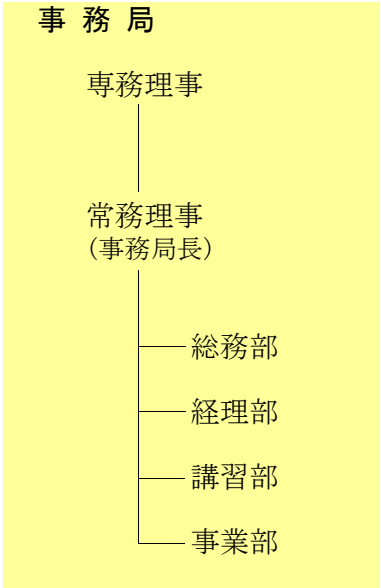 事 務 局
専務理事
常務理事
(事務局長)
総務部
経理部
講習部
事業部